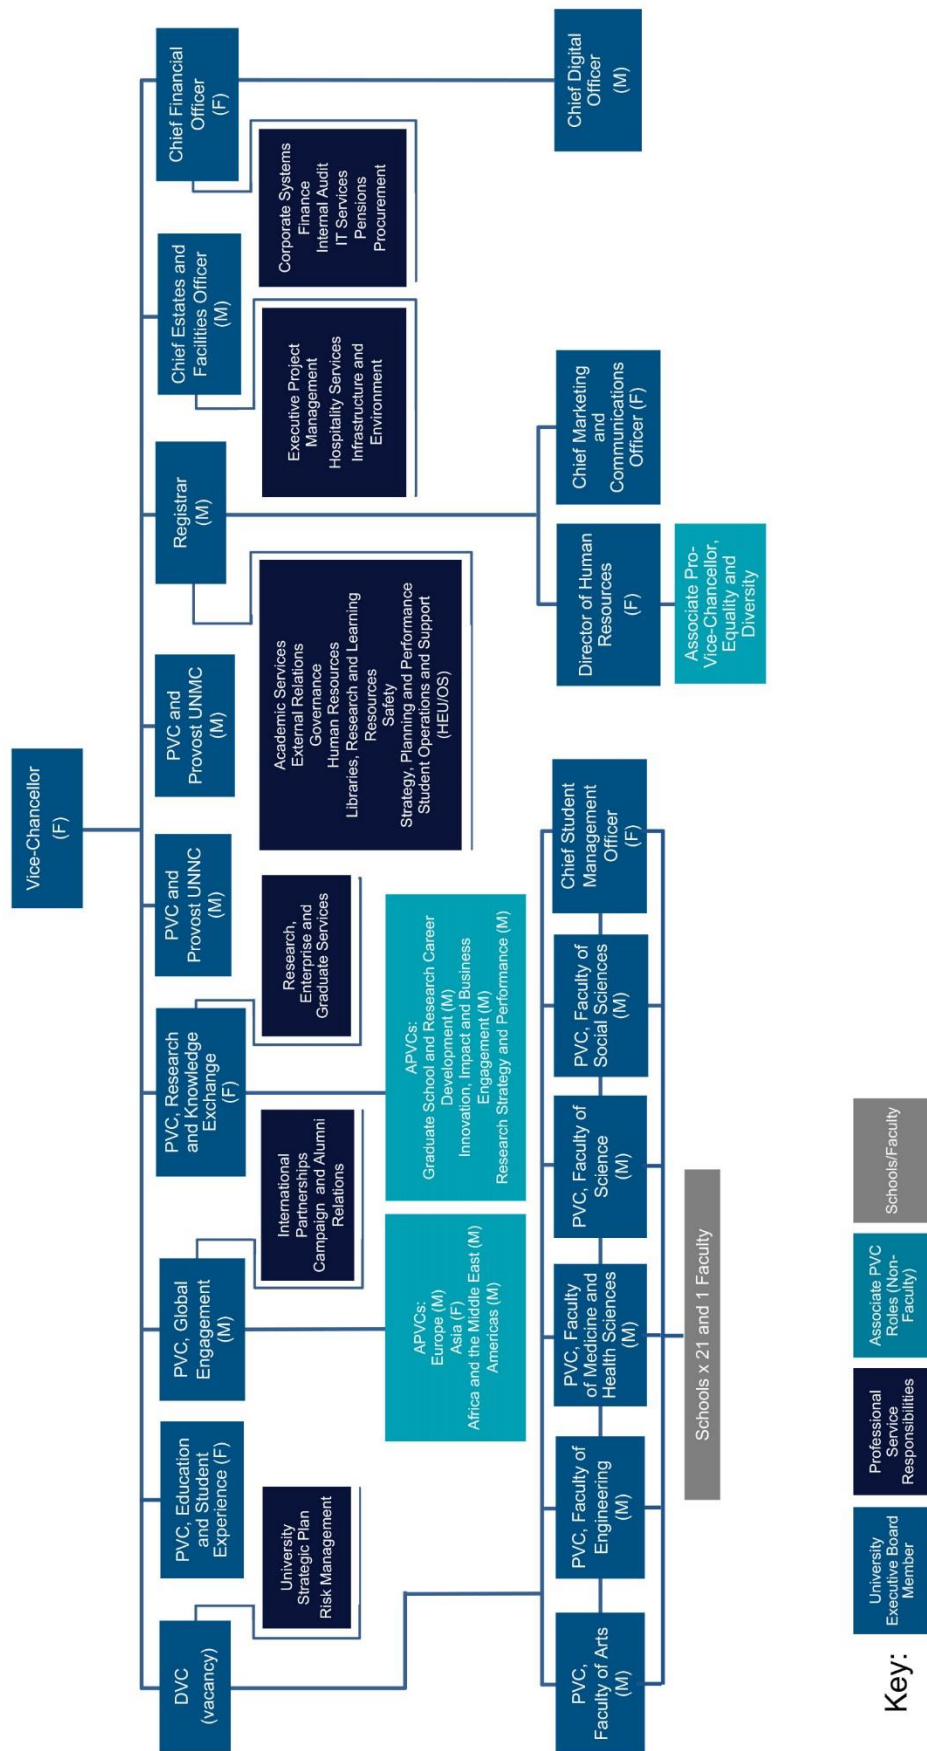 Vice-Chancellor
(F)
DVC
(vacancy)
PVC, Education
and Student
Experience (F)
PVC, Global
Engagement
(M)
PVC, Research
and Knowledge
Exchange
(F)
PVC and
Provost UNNC
(M)
PVC and
Provost UNMC
(M)
Registrar
(M)
Chief Estates and
Facilities Officer
(M)
Chief Financial
Officer
(F)
University
Strategic Plan
Risk Management
International
Partnerships
Campaign and Alumni
Relations
Research,
Enterprise and
Graduate Services
Academic Services
External Relations
Governance
Human Resources
Libraries, Research and Learning
Resources
Safety
Strategy, Planning and Performance
Student Operations and Support
(HEU/OS)
Executive Project
Management
Hospitality Services
Infrastructure and
Environment
Corporate Systems
Finance
Internal Audit
IT Services
Pensions
Procurement
APVCs:
Europe (M)
Asia (F)
Africa and the Middle East (M)
Americas (M)
APVCs:
Graduate School and Research Career
Development (M)
Innovation, Impact and Business
Engagement (M)
Research Strategy and Performance (M)
PVC,
Faculty of Arts
(M)
PVC, Faculty of
Engineering
(M)
PVC, Faculty
of Medicine and
Health Sciences
(M)
PVC, Faculty of
Science
(M)
PVC, Faculty of
Social Sciences
(M)
Chief Student
Management
Officer
(F)
Director of Human
Resources
(F)
Chief Marketing
and
Communications
Officer (F)
Chief Digital
Officer
(M)
Associate Pro-
Vice-Chancellor,
Equality and
Diversity
Schools x 21 and 1 Faculty
Key:
University
Executive Board
Member
Professional
Service
Responsibilities
Associate PVC
Roles (Non-
Faculty)
Schools/Faculty